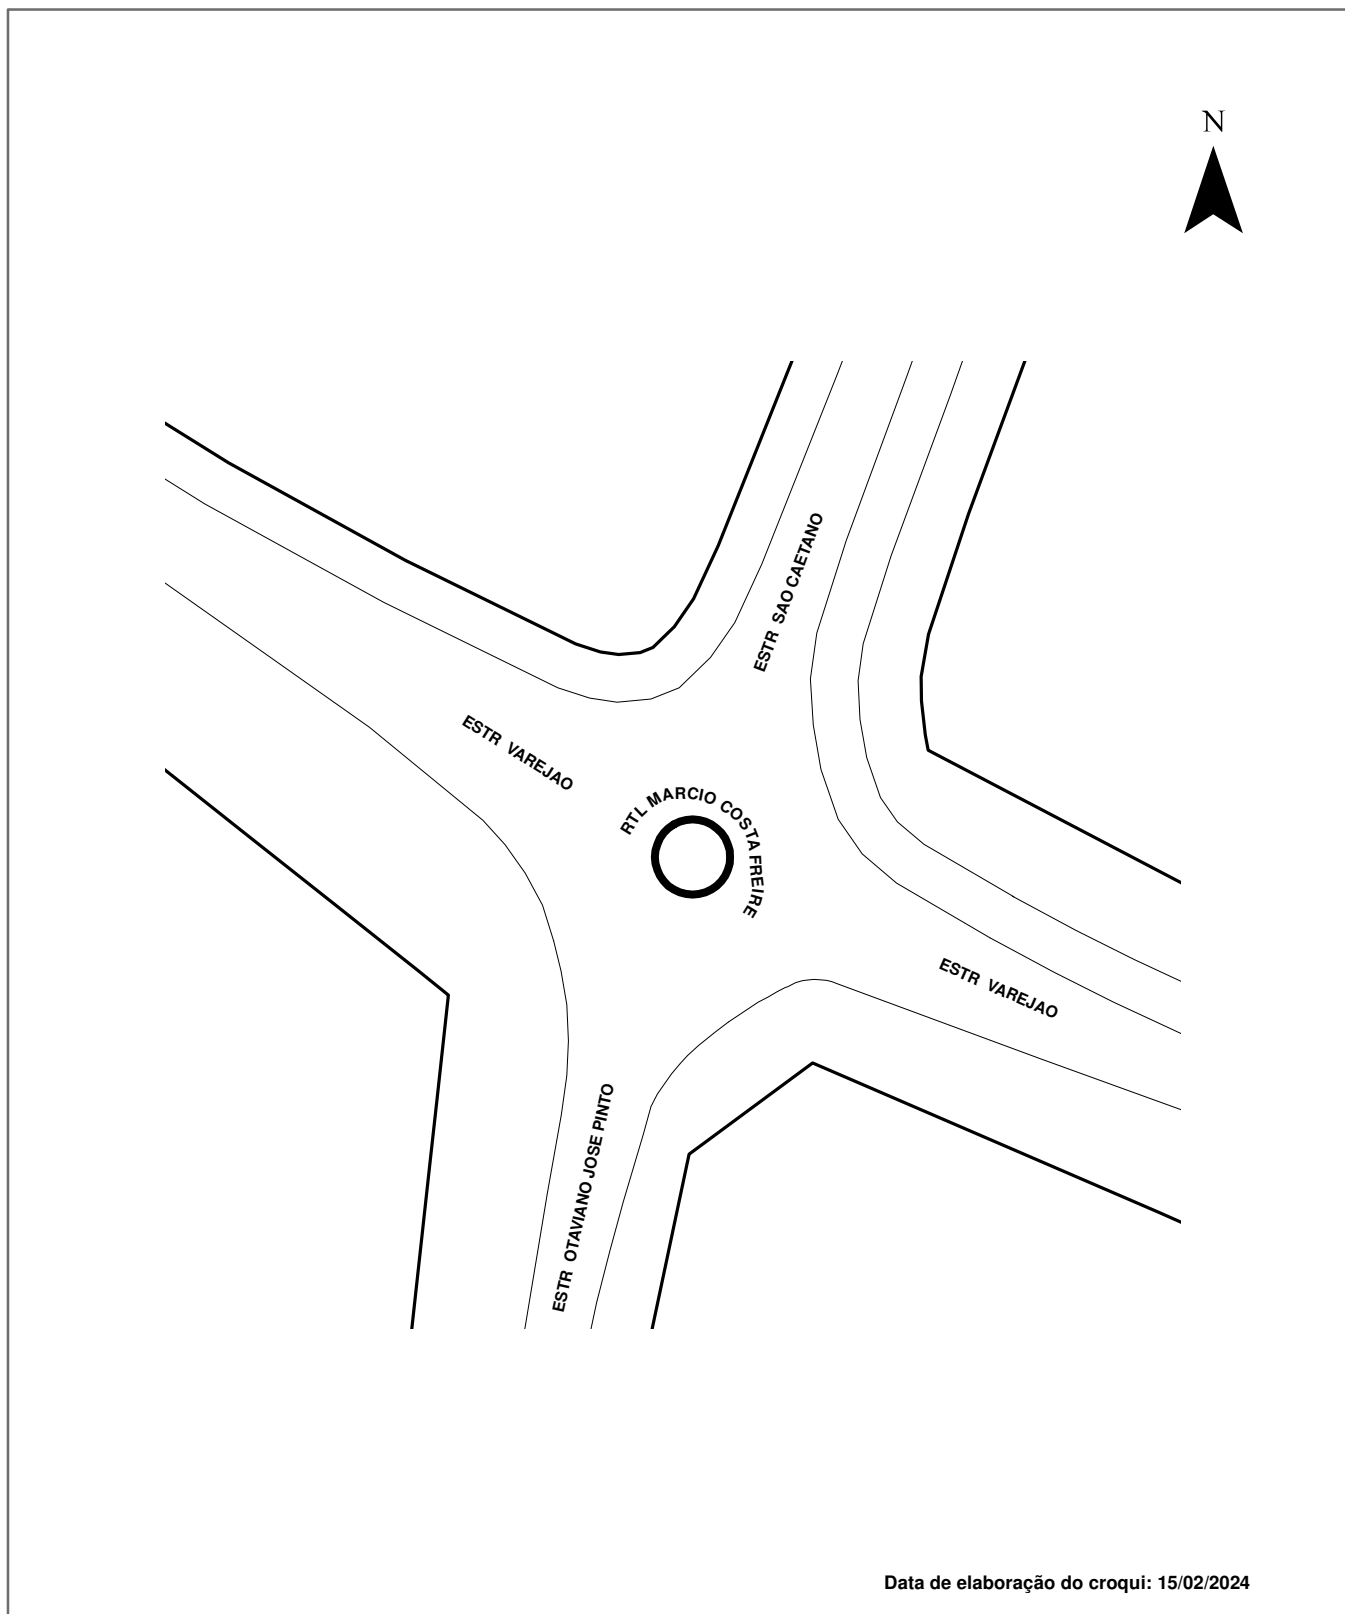 N
ESTR SAO CAETANO
ESTR VAREJAO
RTL MARCIO COSTA FREIRE
ESTR VAREJAO
ESTR OTAVIANO JOSE PINTO
Data de elaboração do croqui: 15/02/2024